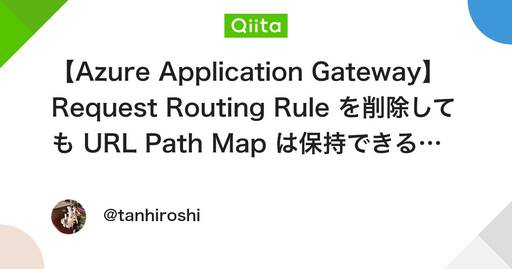 Qiita
【Azure Application Gateway】
Request Routing Rule を削除して
も URL Path Map は保持できる…
@tanhiroshi